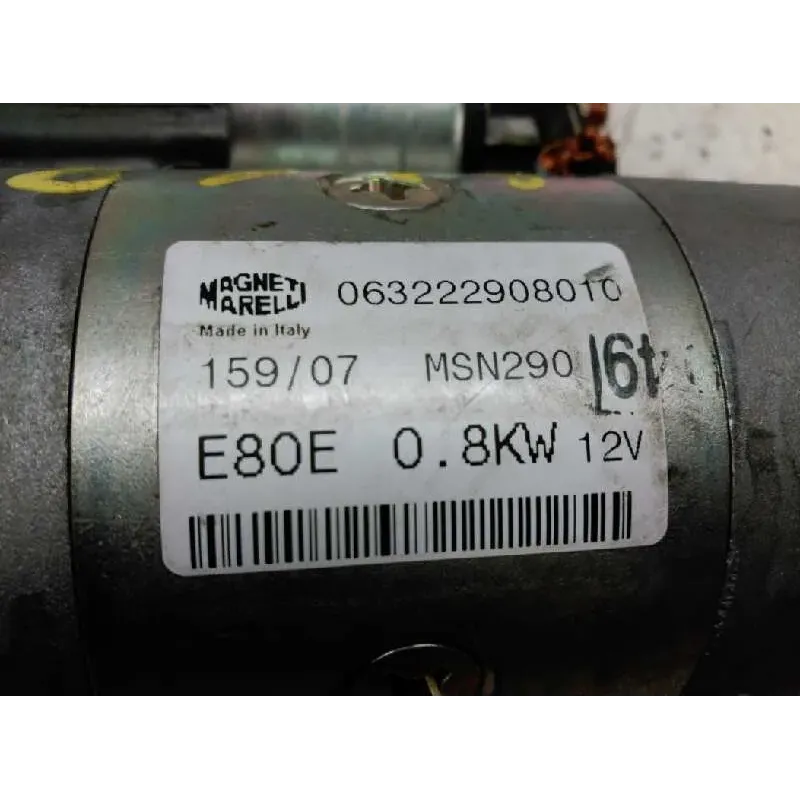 MAGNETI
MARELLI
063222908010
Made in Italy
159/07 MSN290
E80E 0.8KW 12V